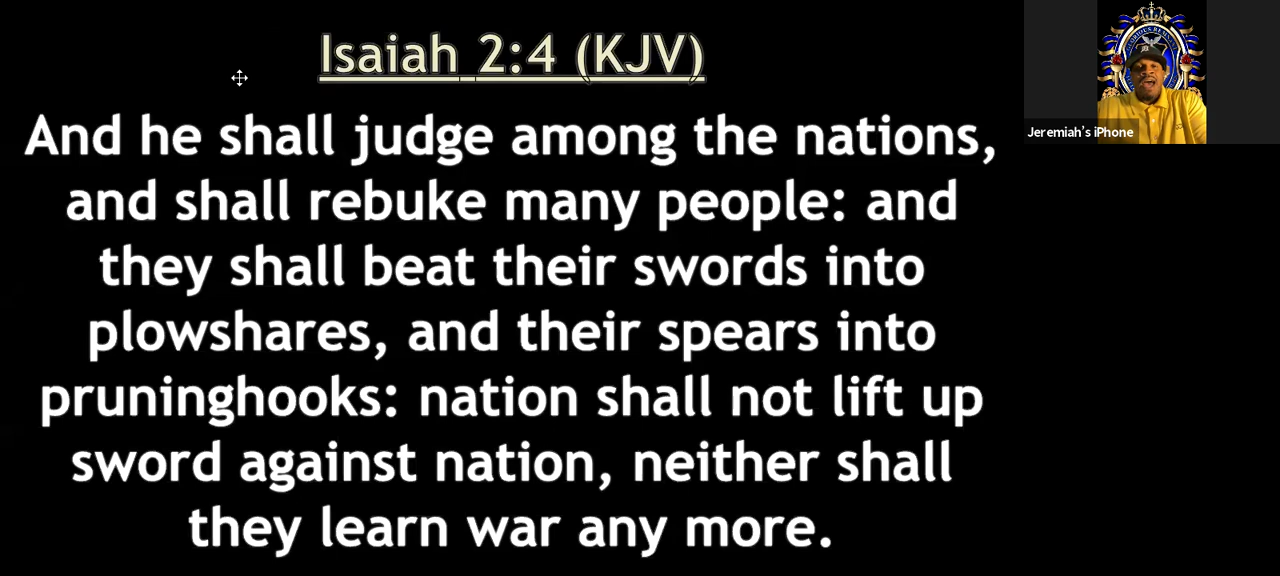 Isaiah 2:4 (KJV)
And he shall judge among the nations,
and shall rebuke many people: and
they shall beat their swords into
plowshares, and their spears into
pruninghooks: nation shall not lift up
sword against nation, neither shall
they learn war any more.
Jeremiah's iPhone